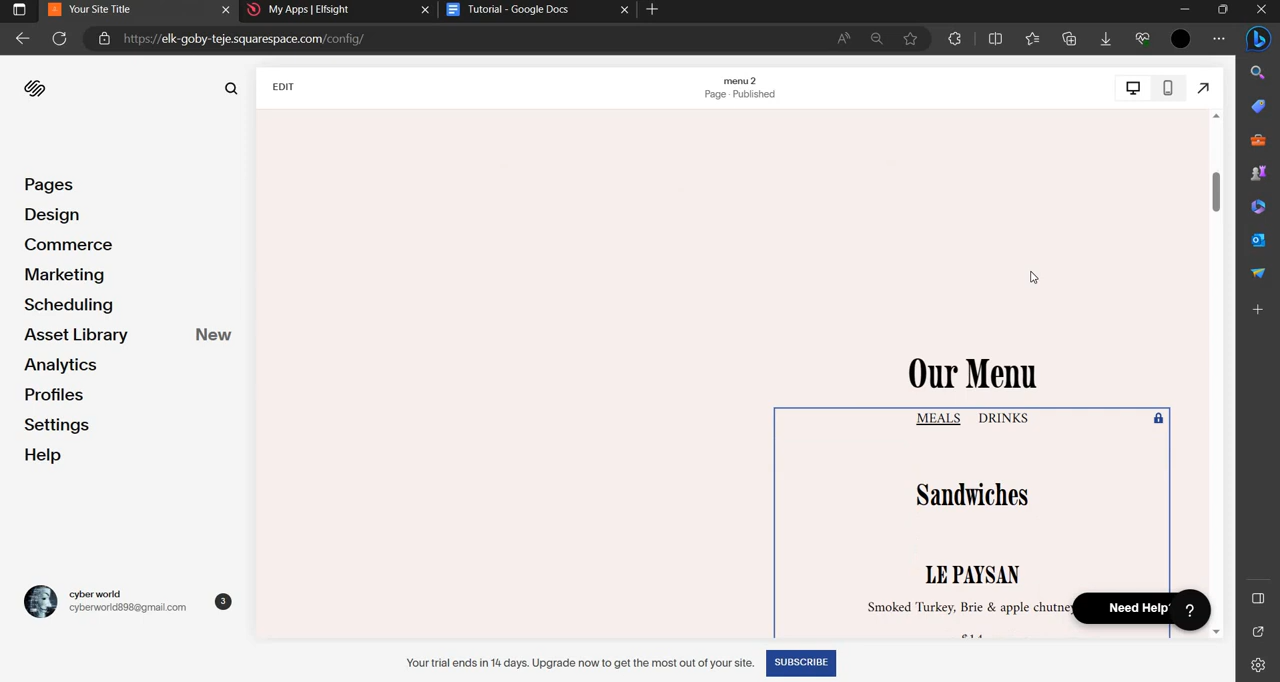 Your Site Title
My Apps | Elfsight
Tutorial - Google Docs
https://elk-goby-teje.squarespace.com/config/
EDIT
menu 2
Page · Published
Pages
Design
Commerce
Marketing
Scheduling
Asset Library New
Analytics
Profiles
Settings
Help
Our Menu
MEALS DRINKS
Sandwiches
LE PAYSAN
Smoked Turkey, Brie & apple chutney
Need Help?
?
cyber world
cyberworld898@gmail.com
3
Your trial ends in 14 days. Upgrade now to get the most out of your site.
SUBSCRIBE